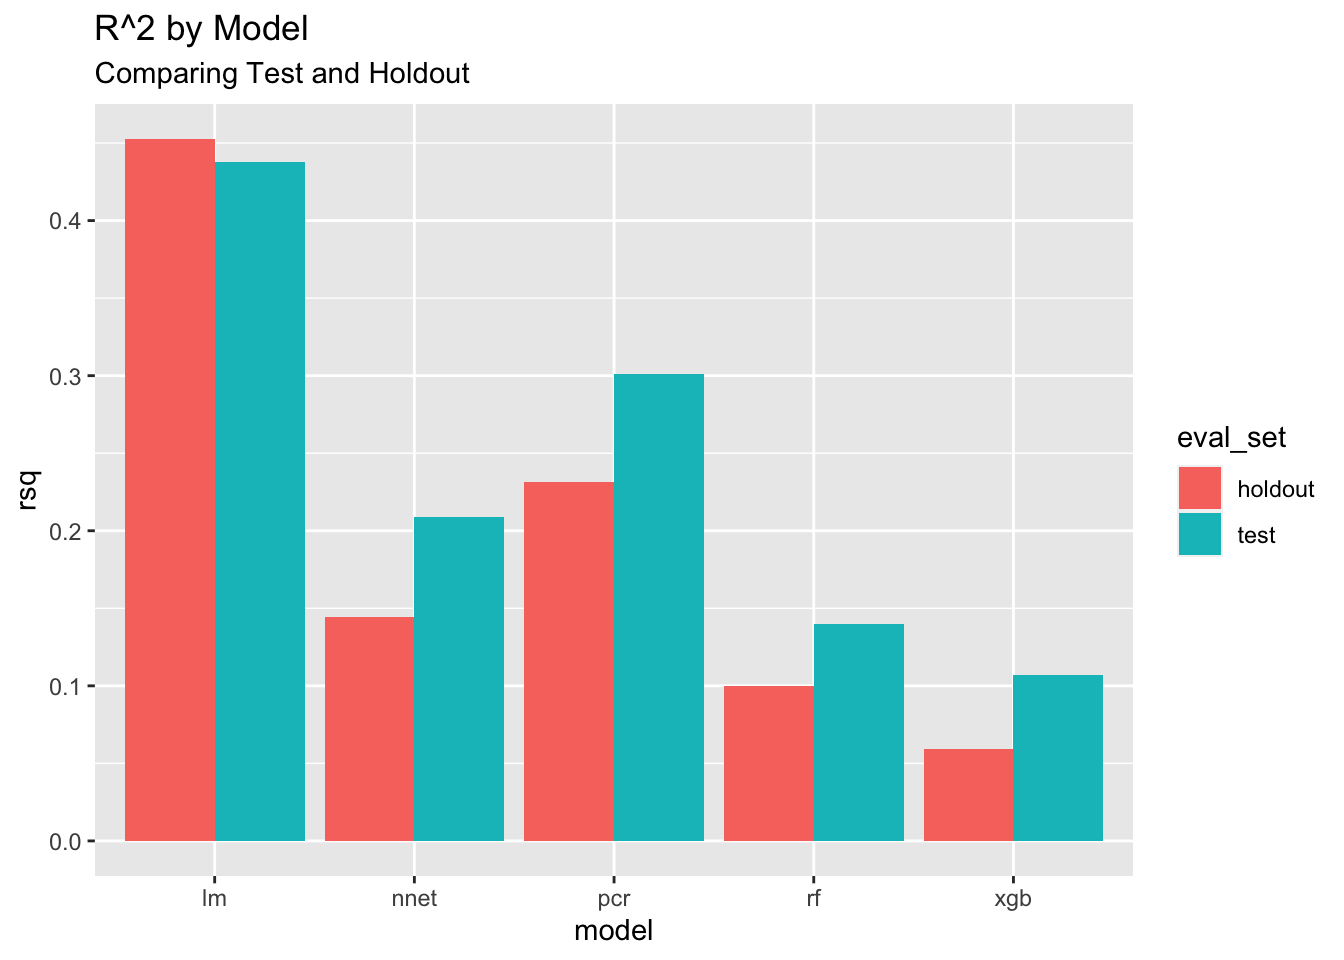 R^2 by Model
Comparing Test and Holdout
rsq
0.4
0.3
0.2
0.1
0.0
lm nnet pcr rf xgb
model
eval_set
holdout
test